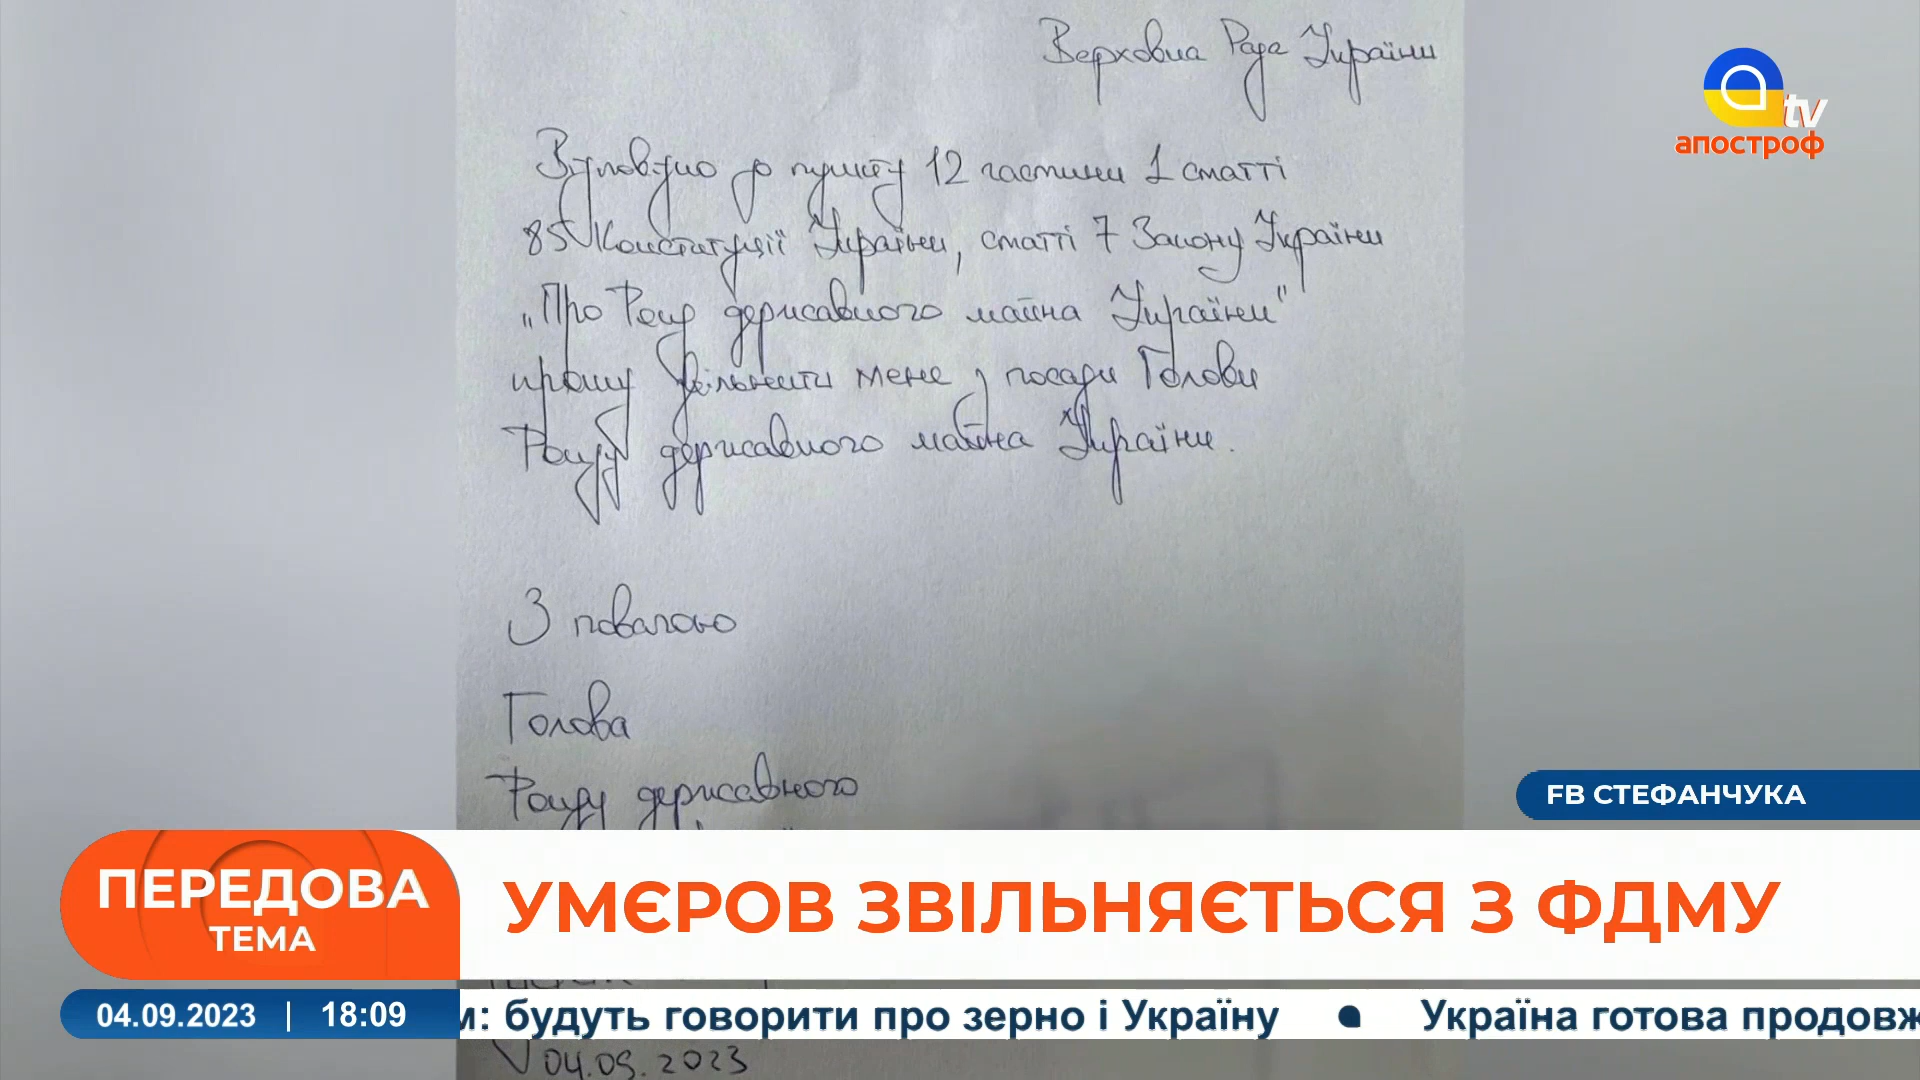 Верховна Рада України
tv
апостроф
Відповідно до пункту 12 частини 1 статті
85 Конституції України, статті 7 Закону України
„Про Фонд державного майна України"
прошу звільнити мене з посади Голови
Фонду державного майна України.
З повагою
Голова
Фонду державного
FB СТЕФАНЧУКА
ПЕРЕДОВА
ТЕМА
УМЄРОВ ЗВІЛЬНЯЄТЬСЯ З ФДМУ
04.09.2023 | 18:09
м: будуть говорити про зерно і Україну • Україна готова продовж
04.09.2023